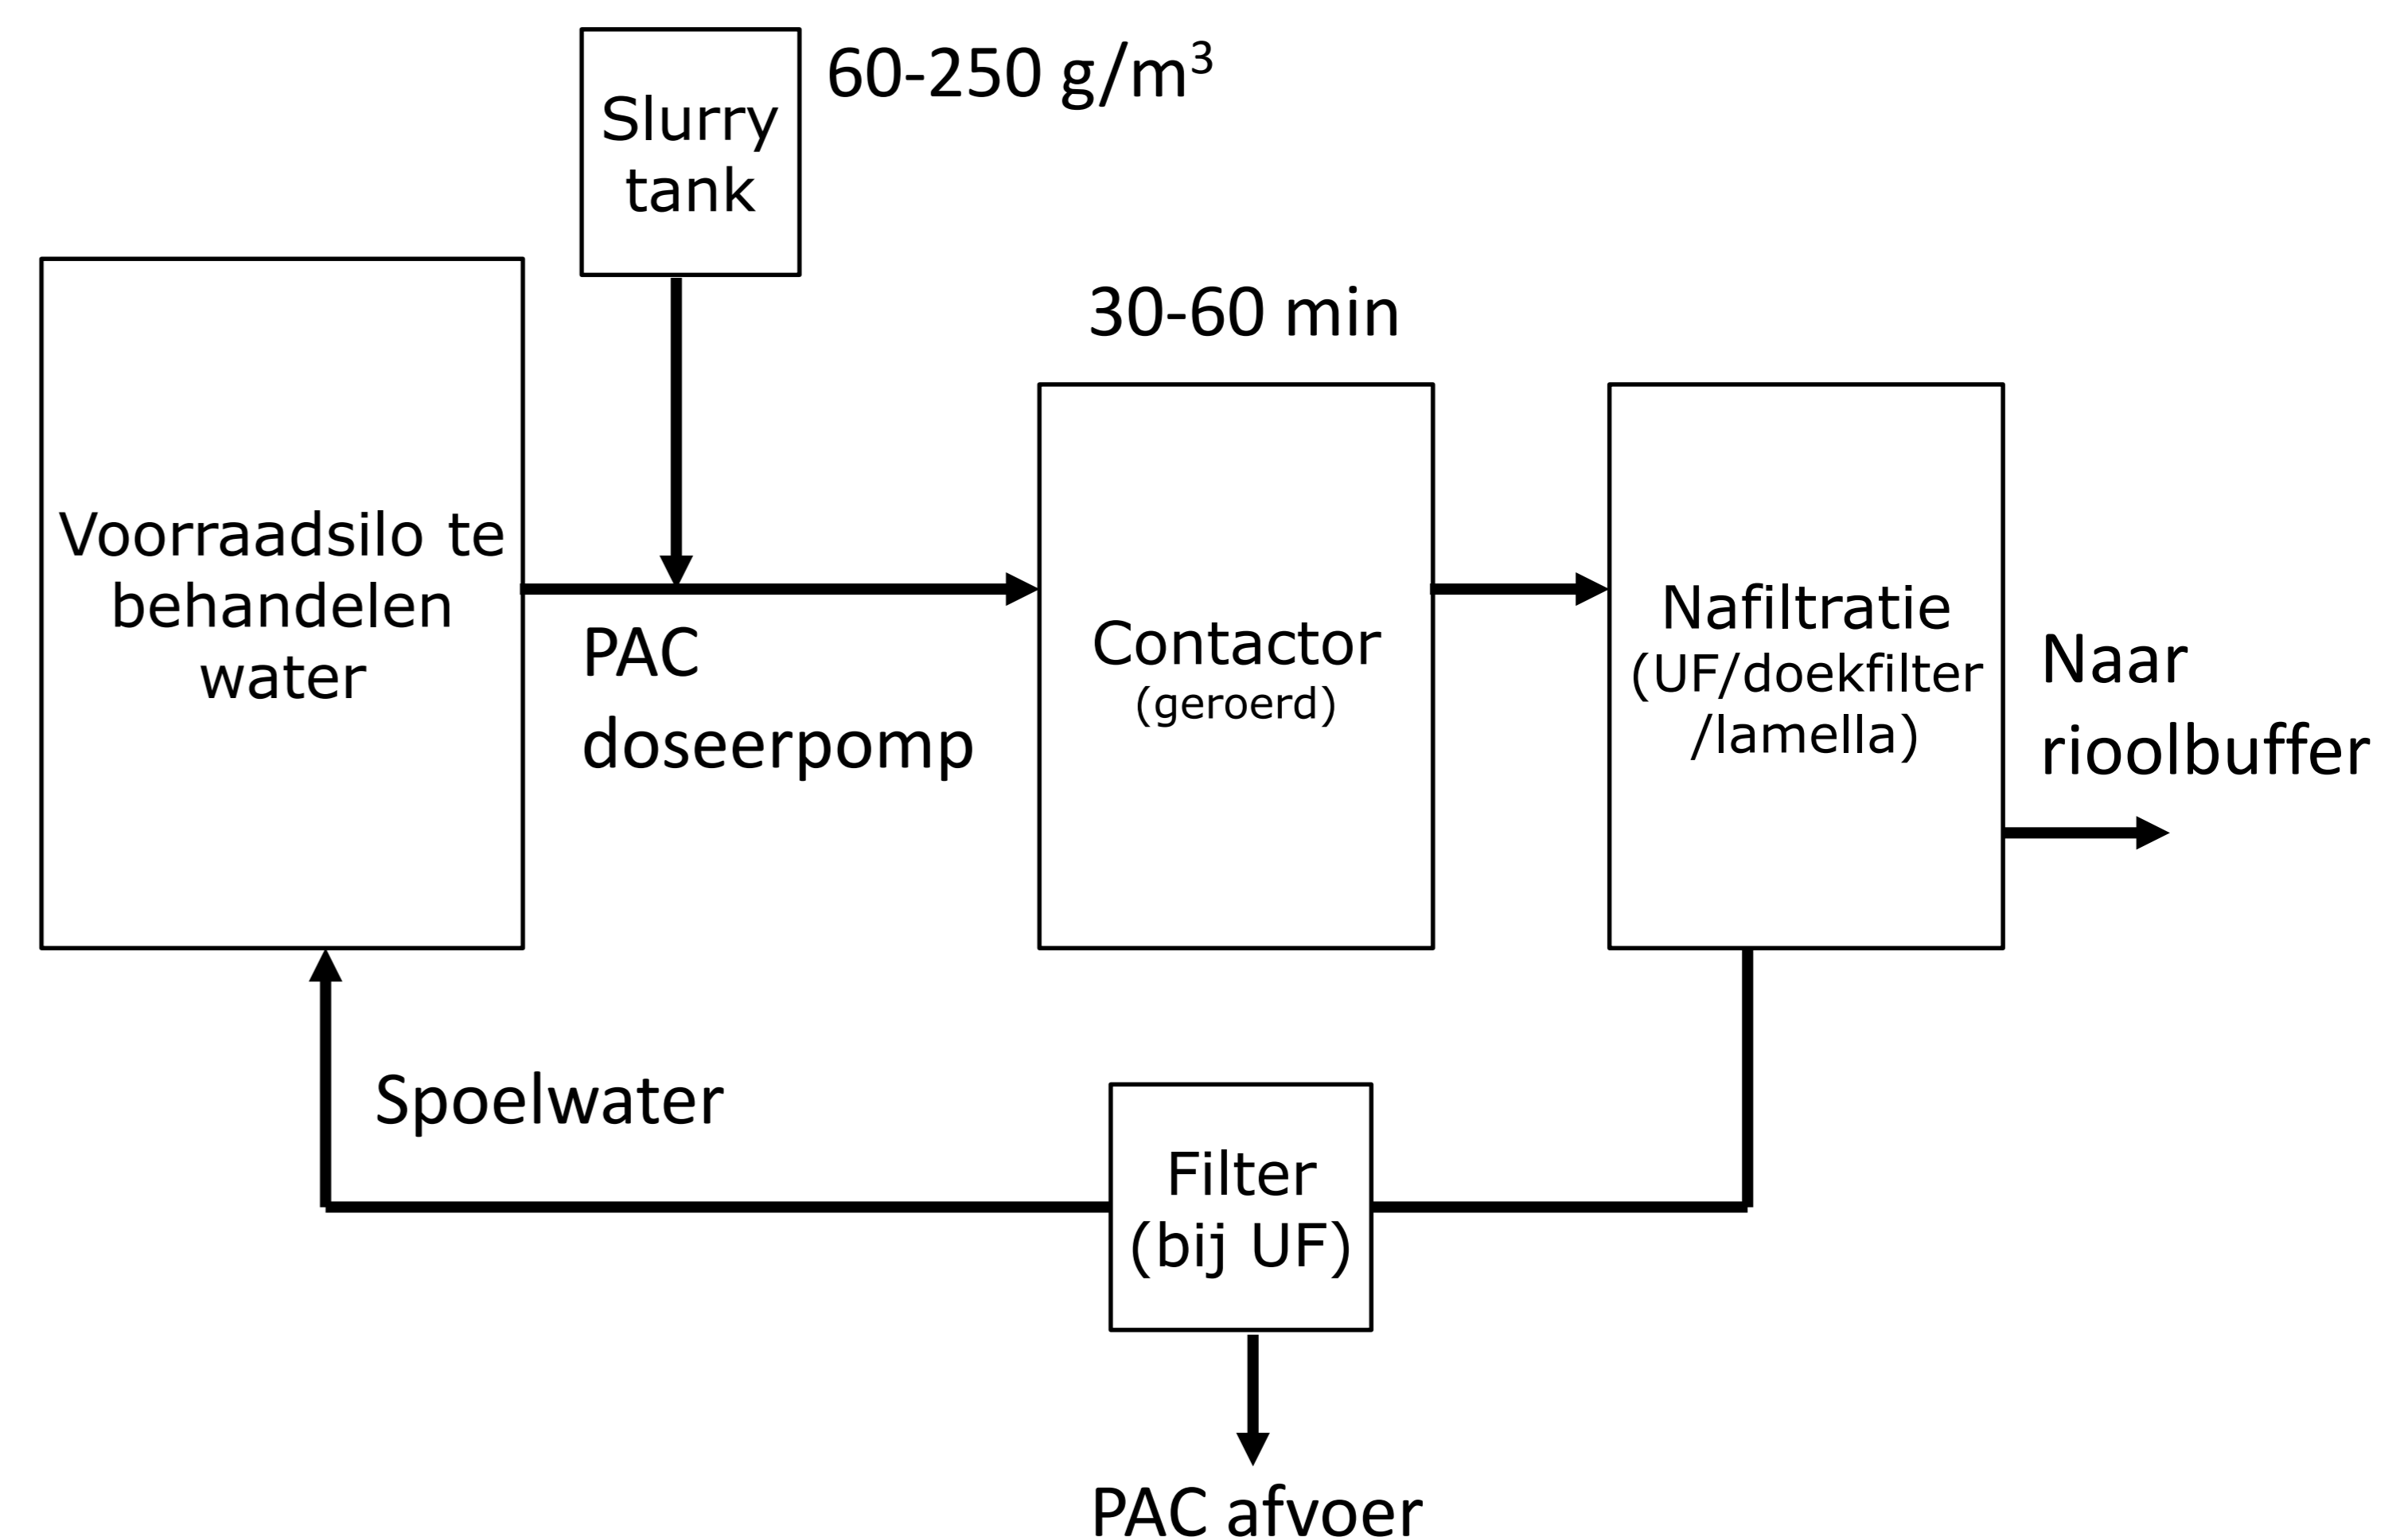 Slurry
tank
60-250 g/m³
30-60 min
Voorraadsilo te
behandelen
water
PAC
doseerpomp
Contactor
(geroerd)
Nafiltratie
(UF/doekfilter
/lamella)
Naar
rioolbuffer
Spoelwater
Filter
(bij UF)
PAC afvoer